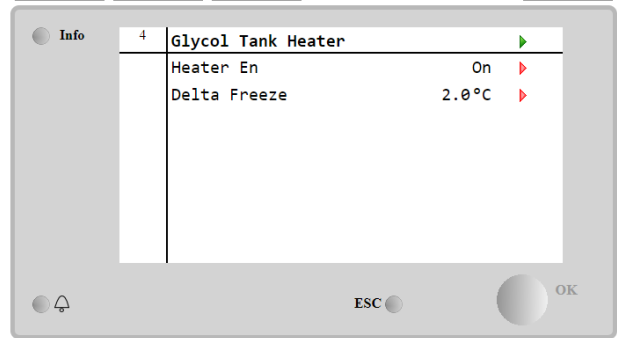 Info
4 Glycol Tank Heater
Heater En On
Delta Freeze 2.0°C
ESC
OK